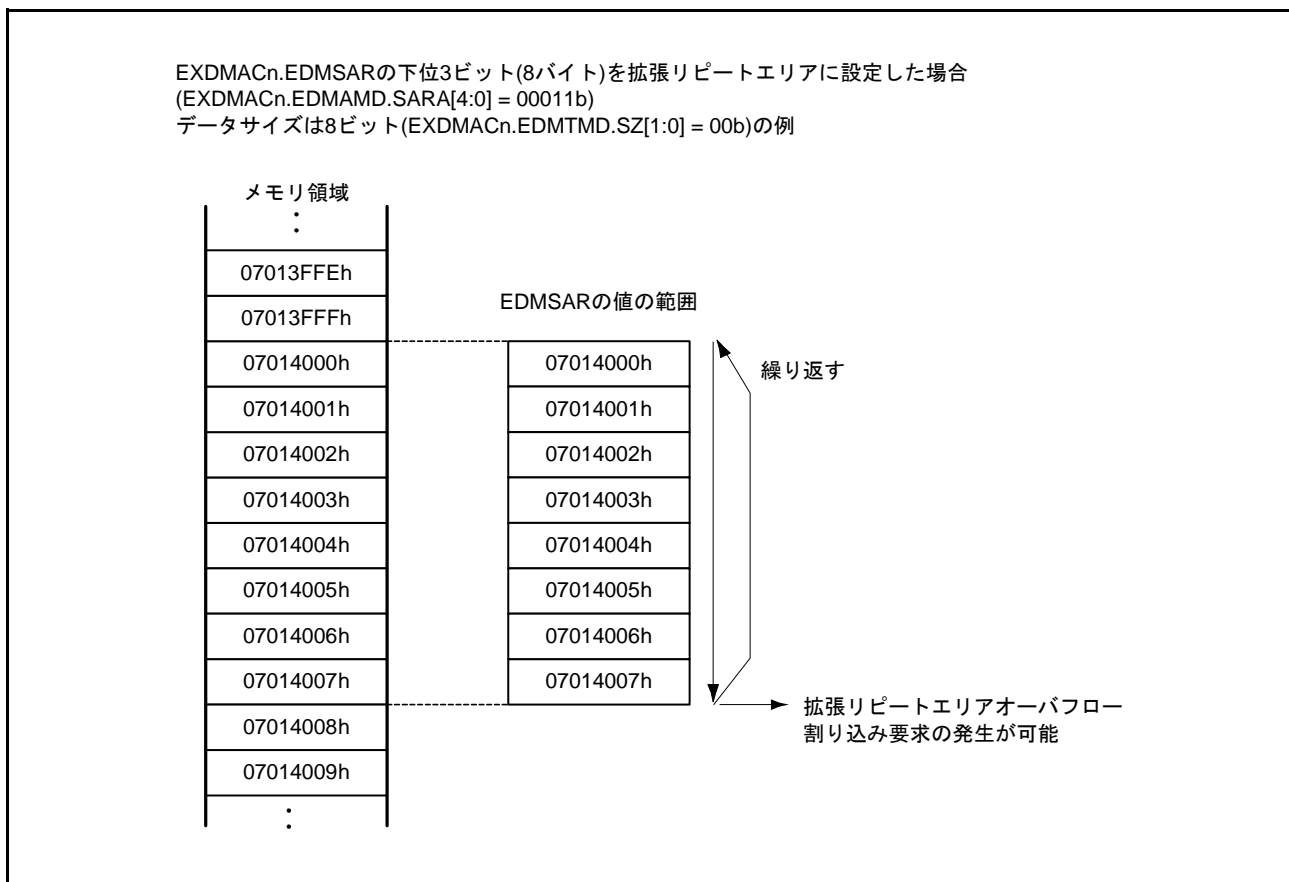 EXDMACn.EDMSARの下位3ビット(8バイト)を拡張リピートエリアに設定した場合
(EXDMACn.EDMAMD.SARA[4:0] = 00011b)
データサイズは8ビット(EXDMACn.EDMTMD.SZ[1:0] = 00b)の例
メモリ領域
07013FFEh
07013FFFh
07014000h
07014001h
07014002h
07014003h
07014004h
07014005h
07014006h
07014007h
07014008h
07014009h
EDMSARの値の範囲
07014000h
07014001h
07014002h
07014003h
07014004h
07014005h
07014006h
07014007h
繰り返す
拡張リピートエリアオーバフロー
割り込み要求の発生が可能